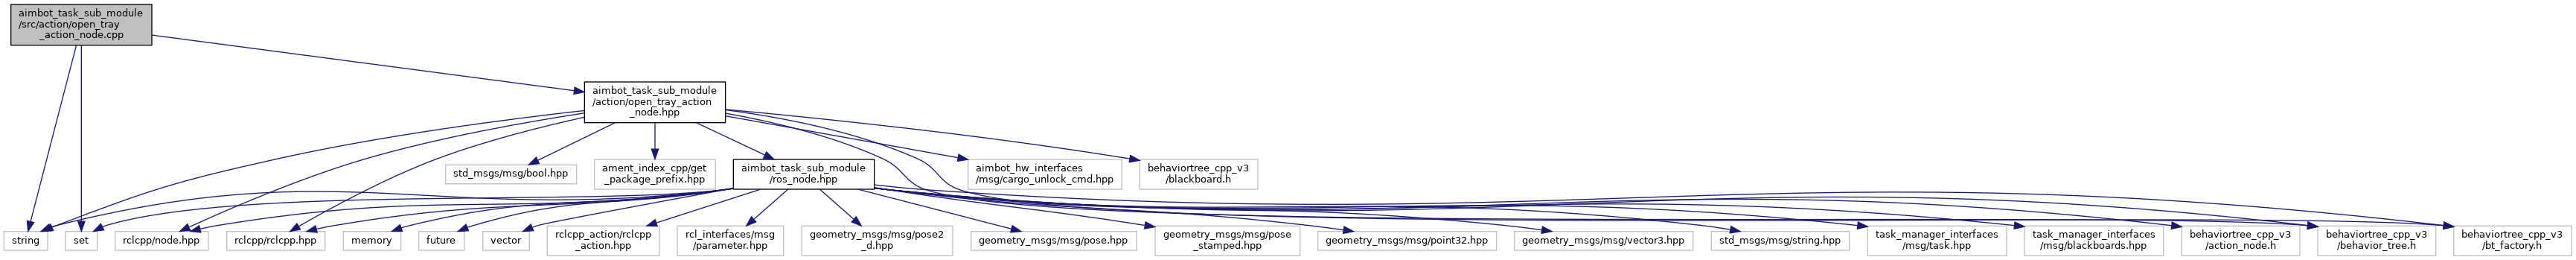 aimbot_task_sub_module
/src/action/open_tray
_action_node.cpp
aimbot_task_sub_module
/action/open_tray_action
_node.hpp
std_msgs/msg/bool.hpp
ament_index_cpp/get
_package_prefix.hpp
aimbot_task_sub_module
/ros_node.hpp
aimbot_hw_interfaces
/msg/cargo_unlock_cmd.hpp
behaviortree_cpp_v3
/blackboard.h
string
set
rclcpp/node.hpp
rclcpp/rclcpp.hpp
memory
future
vector
rclcpp_action/rclcpp
_action.hpp
rcl_interfaces/msg
/parameter.hpp
geometry_msgs/msg/pose2
_d.hpp
geometry_msgs/msg/pose.hpp
geometry_msgs/msg/pose
_stamped.hpp
geometry_msgs/msg/point32.hpp
geometry_msgs/msg/vector3.hpp
std_msgs/msg/string.hpp
task_manager_interfaces
/msg/task.hpp
task_manager_interfaces
/msg/blackboards.hpp
behaviortree_cpp_v3
/action_node.h
behaviortree_cpp_v3
/behavior_tree.h
behaviortree_cpp_v3
/bt_factory.h